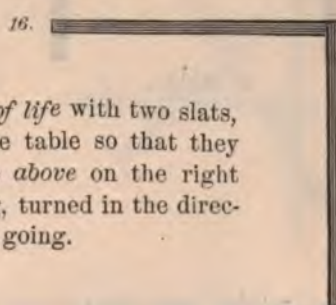 16.
of life with two slats,
e table so that they
above on the right
, turned in the direc-
going.